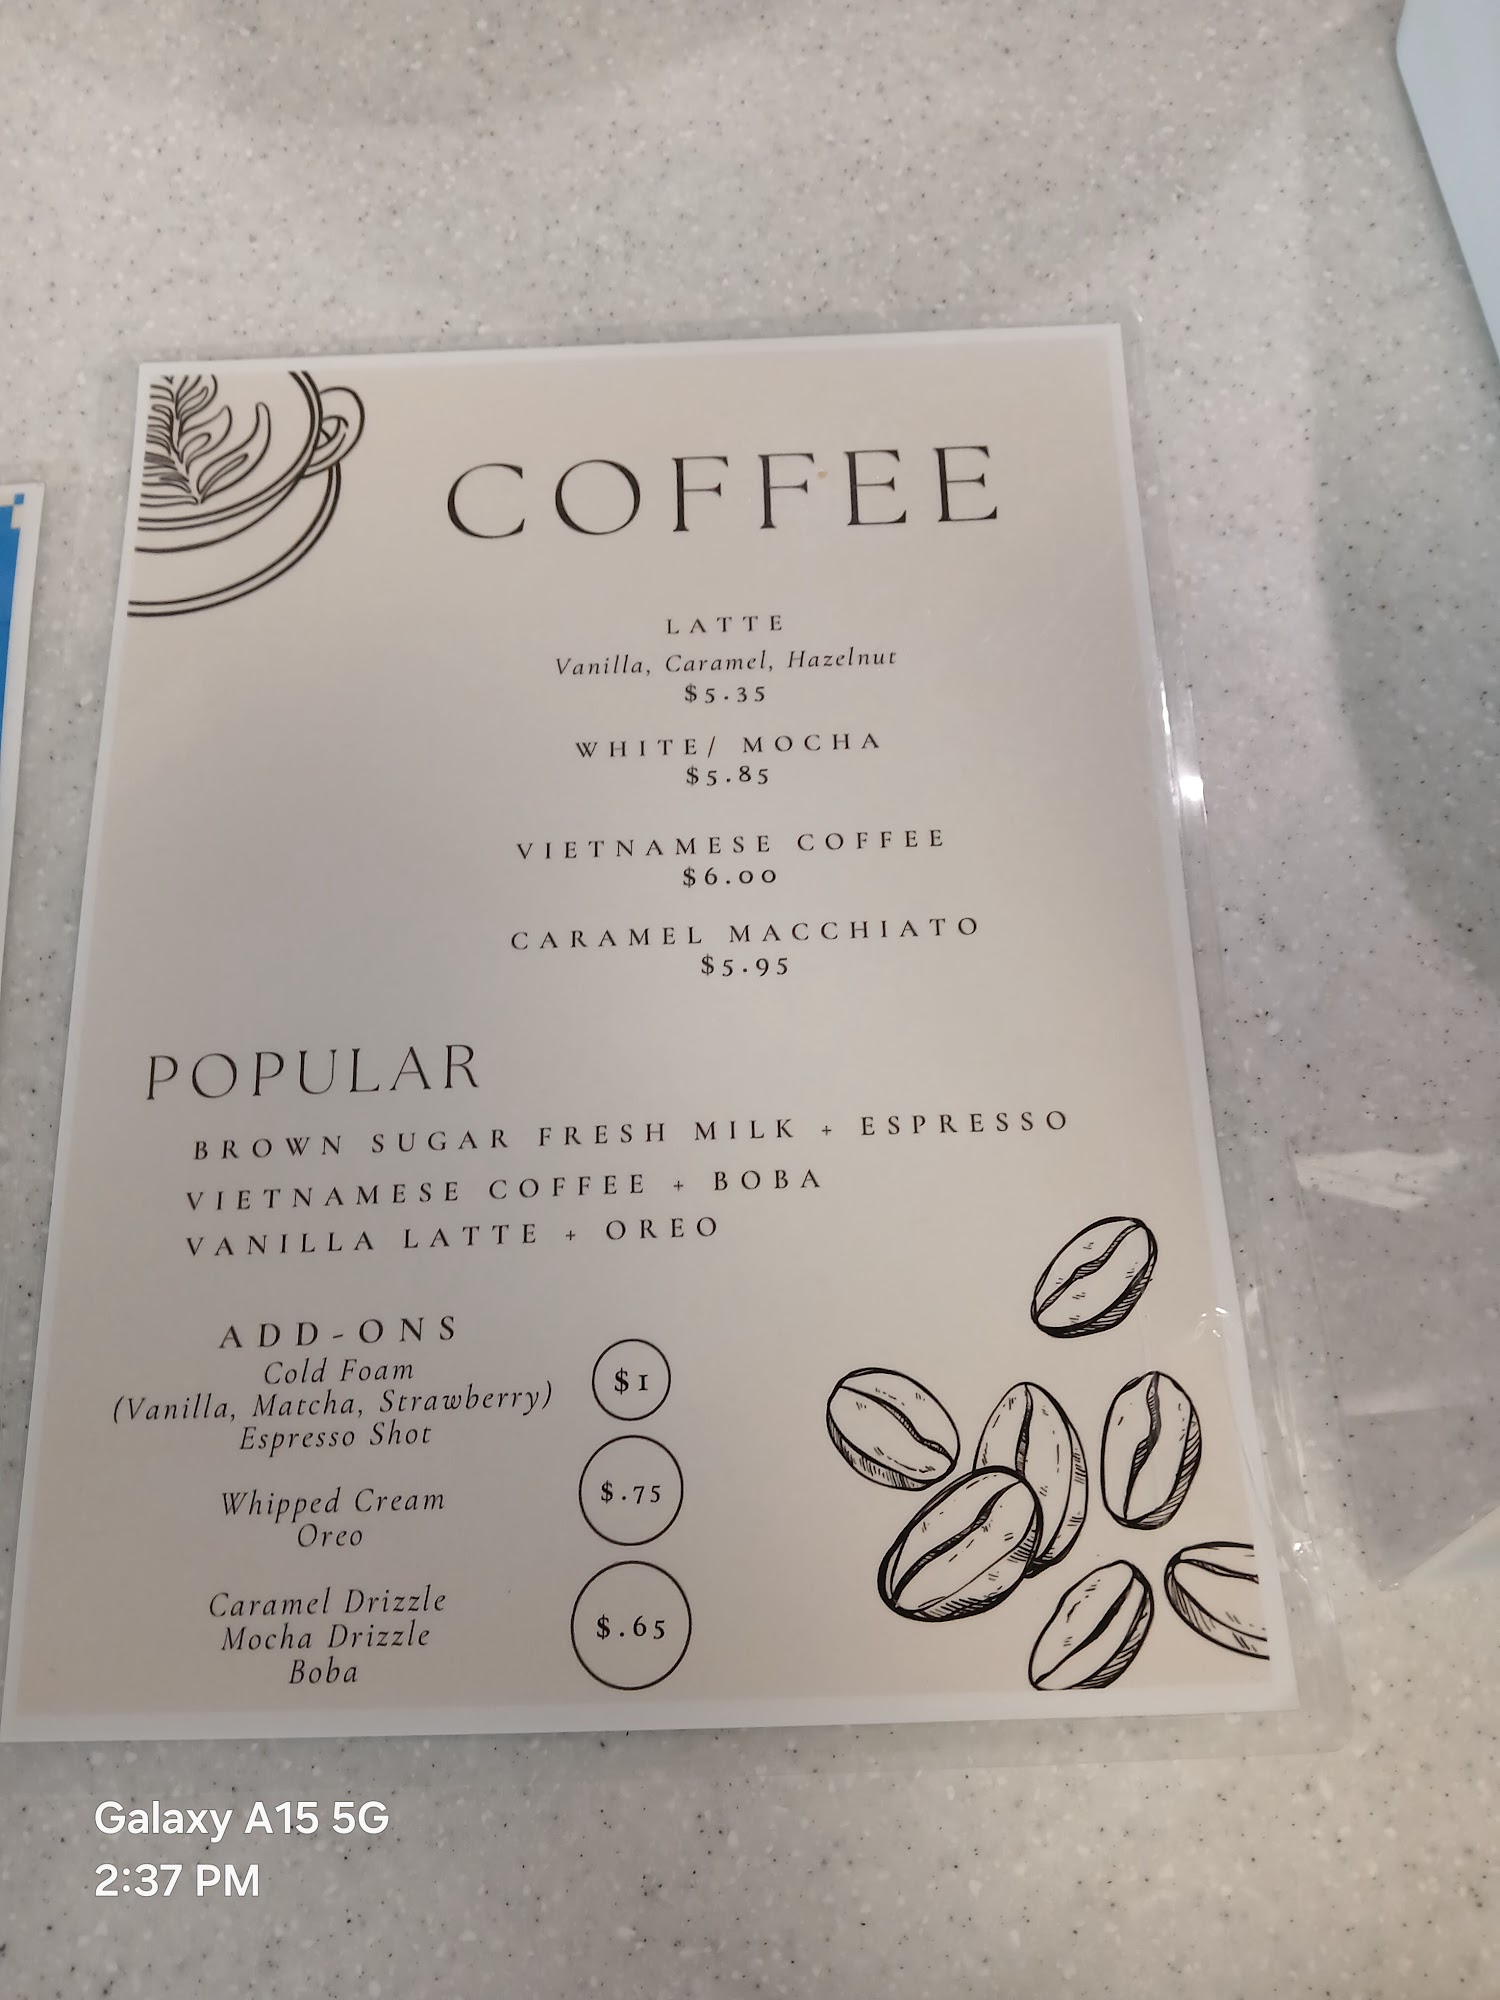 COFFEE
LATTE
Vanilla, Caramel, Hazelnut
$5.35
WHITE/ MOCHA
$5.85
VIETNAMESE COFFEE
$6.00
CARAMEL MACCHIATO
$5.95
POPULAR
BROWN SUGAR FRESH MILK + ESPRESSO
VIETNAMESE COFFEE + BOBA
VANILLA LATTE + OREO
ADD-ONS
Cold Foam
(Vanilla, Matcha, Strawberry)
Espresso Shot
$1
Whipped Cream
Oreo
$.75
Caramel Drizzle
Mocha Drizzle
Boba
$.65
Galaxy A15 5G
2:37 PM